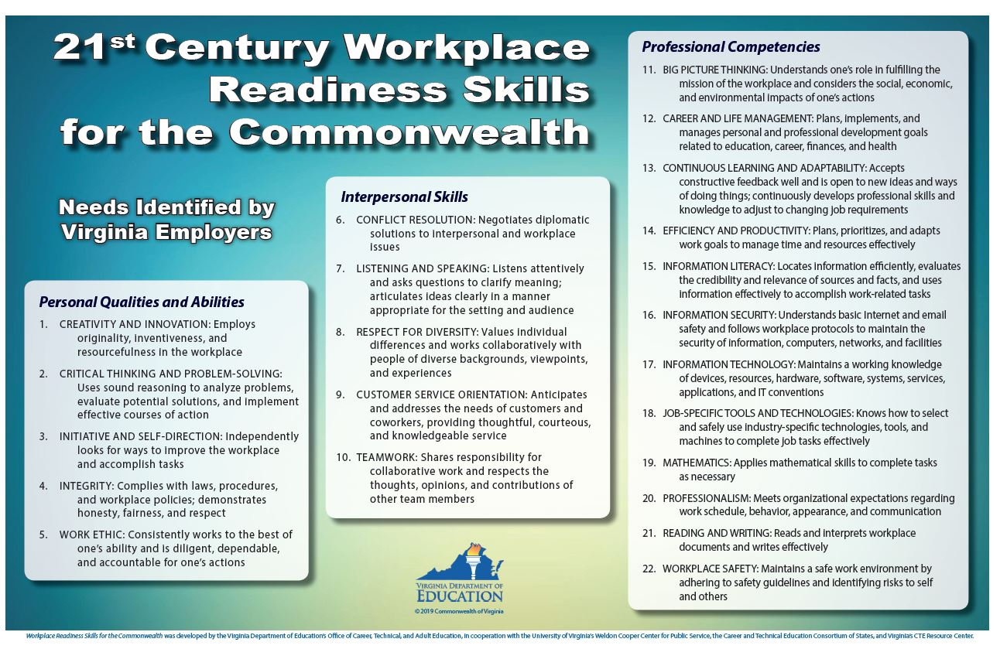 21st Century Workplace
Readiness Skills
for the Commonwealth
Needs Identified by
Virginia Employers
Personal Qualities and Abilities
1. CREATIVITY AND INNOVATION: Employs
originality, inventiveness, and
resourcefulness in the workplace
2. CRITICAL THINKING AND PROBLEM-SOLVING:
Uses sound reasoning to analyze problems,
evaluate potential solutions, and implement
effective courses of action
3. INITIATIVE AND SELF-DIRECTION: Independently
looks for ways to improve the workplace
and accomplish tasks
4. INTEGRITY: Complies with laws, procedures,
and workplace policies; demonstrates
honesty, fairness, and respect
5. WORK ETHIC: Consistently works to the best of
one's ability and is diligent, dependable,
and accountable for one's actions
Interpersonal Skills
6. CONFLICT RESOLUTION: Negotiates diplomatic
solutions to interpersonal and workplace
issues
7. LISTENING AND SPEAKING: Listens attentively
and asks questions to clarify meaning;
articulates ideas clearly in a manner
appropriate for the setting and audience
8. RESPECT FOR DIVERSITY: Values individual
differences and works collaboratively with
people of diverse backgrounds, viewpoints,
and experiences
9. CUSTOMER SERVICE ORIENTATION: Anticipates
and addresses the needs of customers and
coworkers, providing thoughtful, courteous,
and knowledgeable service
10. TEAMWORK: Shares responsibility for
collaborative work and respects the
thoughts, opinions, and contributions of
other team members
Professional Competencies
11. BIG PICTURE THINKING: Understands one's role in fulfilling the
mission of the workplace and considers the social, economic,
and environmental impacts of one's actions
12. CAREER AND LIFE MANAGEMENT: Plans, implements, and
manages personal and professional development goals
related to education, career, finances, and health
13. CONTINUOUS LEARNING AND ADAPTABILITY: Accepts
constructive feedback well and is open to new ideas and ways
of doing things; continuously develops professional skills and
knowledge to adjust to changing job requirements
14. EFFICIENCY AND PRODUCTIVITY: Plans, prioritizes, and adapts
work goals to manage time and resources effectively
15. INFORMATION LITERACY: Locates information efficiently, evaluates
the credibility and relevance of sources and facts, and uses
information effectively to accomplish work-related tasks
16. INFORMATION SECURITY: Understands basic Internet and email
safety and follows workplace protocols to maintain the
security of information, computers, networks, and facilities
17. INFORMATION TECHNOLOGY: Maintains a working knowledge
of devices, resources, hardware, software, systems, services,
applications, and IT conventions
18. JOB-SPECIFIC TOOLS AND TECHNOLOGIES: Knows how to select
and safely use industry-specific technologies, tools, and
machines to complete job tasks effectively
19. MATHEMATICS: Applies mathematical skills to complete tasks
as necessary
20. PROFESSIONALISM: Meets organizational expectations regarding
work schedule, behavior, appearance, and communication
21. READING AND WRITING: Reads and interprets workplace
documents and writes effectively
22. WORKPLACE SAFETY: Maintains a safe work environment by
adhering to safety guidelines and identifying risks to self
and others
VIRGINIA DEPARTMENT OF
EDUCATION
© 2019 Commonwealth of Virginia
Workplace Readiness Skills for the Commonwealth was developed by the Virginia Department of Education's Office of Career, Technical, and Adult Education, in cooperation with the University of Virginia's Weldon Cooper Center for Public Service, the Career and Technical Education Consortium of States, and Virginia's CTE Resource Center.